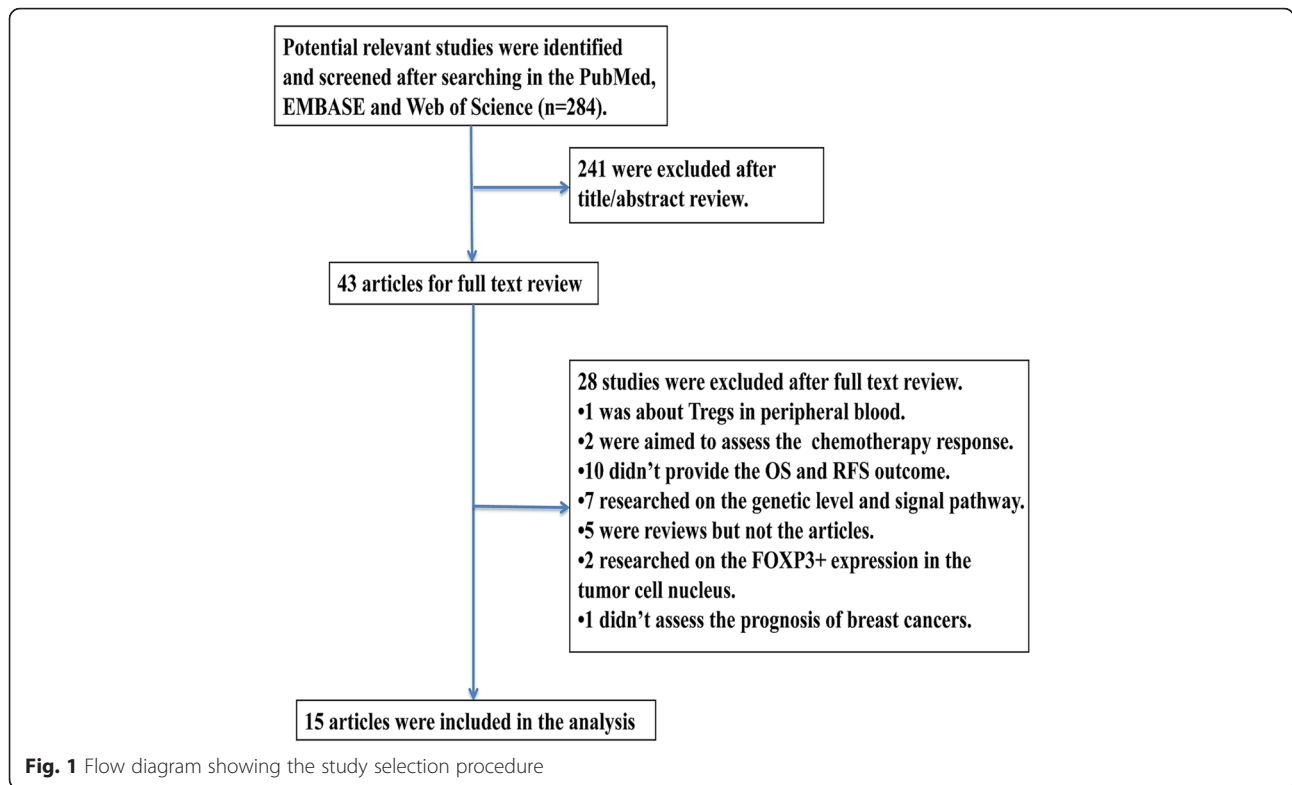 Potential relevant studies were identified
and screened after searching in the PubMed,
EMBASE and Web of Science (n=284).
241 were excluded after
title/abstract review.
43 articles for full text review
28 studies were excluded after full text review.
•1 was about Tregs in peripheral blood.
•2 were aimed to assess the chemotherapy response.
•10 didn't provide the OS and RFS outcome.
•7 researched on the genetic level and signal pathway.
•5 were reviews but not the articles.
•2 researched on the FOXP3+ expression in the
tumor cell nucleus.
•1 didn't assess the prognosis of breast cancers.
15 articles were included in the analysis
Fig. 1 Flow diagram showing the study selection procedure